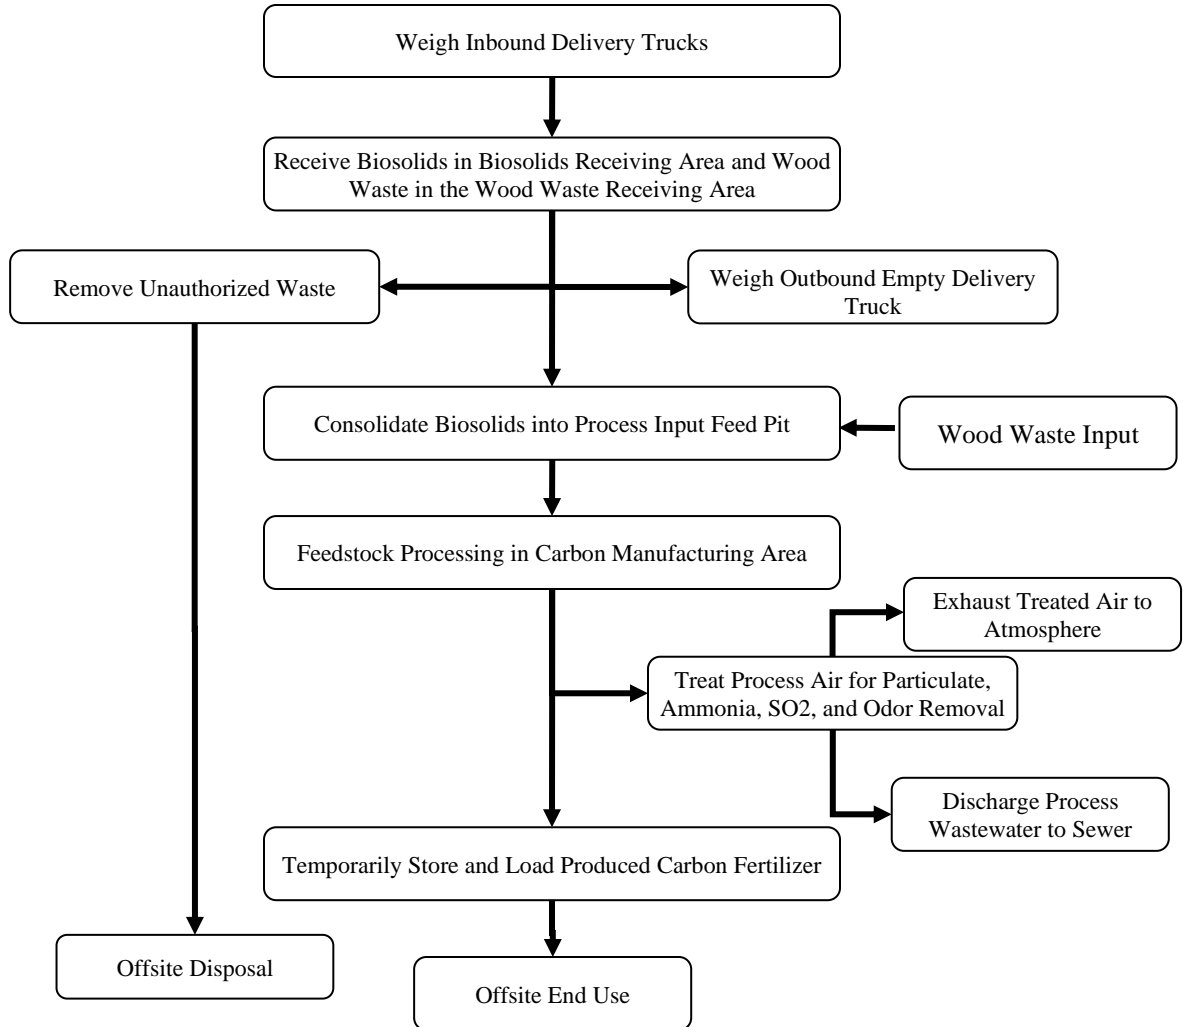 Weigh Inbound Delivery Trucks
Receive Biosolids in Biosolids Receiving Area and Wood
Waste in the Wood Waste Receiving Area
Remove Unauthorized Waste
Weigh Outbound Empty Delivery
Truck
Consolidate Biosolids into Process Input Feed Pit
Wood Waste Input
Feedstock Processing in Carbon Manufacturing Area
Exhaust Treated Air to
Atmosphere
Treat Process Air for Particulate,
Ammonia, SO2, and Odor Removal
Discharge Process
Wastewater to Sewer
Temporarily Store and Load Produced Carbon Fertilizer
Offsite Disposal
Offsite End Use